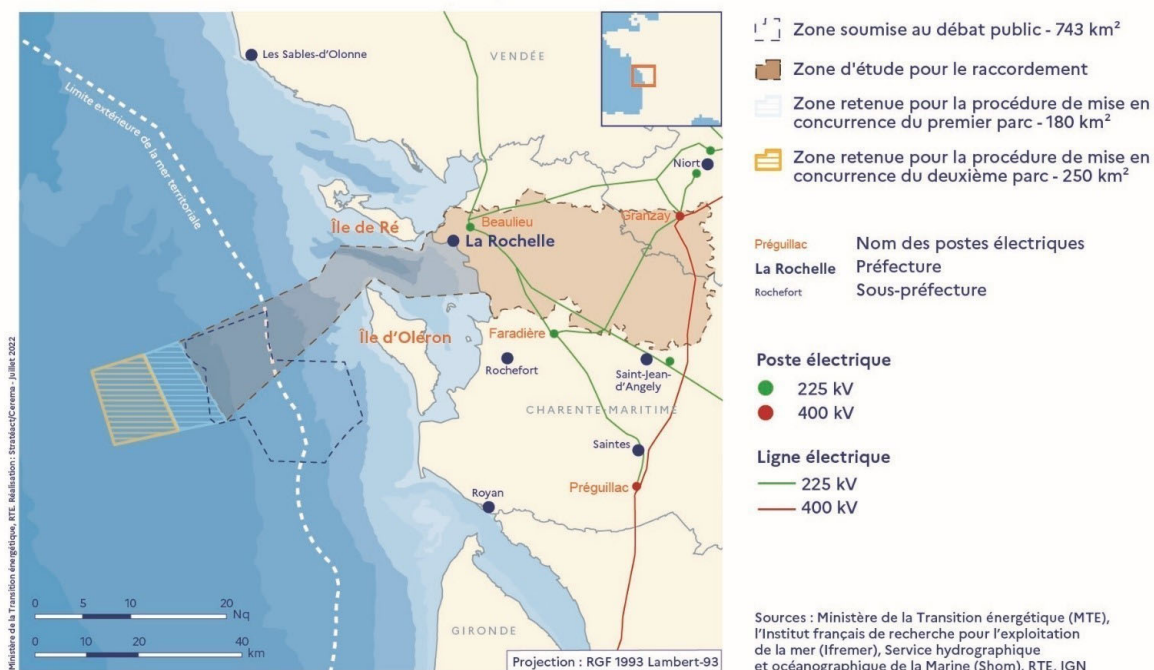 Les Sables-d'Olonne
VENDÉE
Limite extérieure de la mer territoriale
Niort
Île de Ré
Beaulieu
Granzay
La Rochelle
Île d'Oléron
Faradière
Rochefort
Saint-Jean-
d'Angely
CHARENTE-MARITIME
Saintes
Préguillac
Royan
GIRONDE
0 5 10 20
Nq
0 10 20 40
km
Projection : RGF 1993 Lambert-93
Ministère de la Transition énergétique, RTE. Réalisation : Stratéact/Cerema - juillet 2022
Zone soumise au débat public - 743 km²
Zone d'étude pour le raccordement
Zone retenue pour la procédure de mise en
concurrence du premier parc - 180 km²
Zone retenue pour la procédure de mise en
concurrence du deuxième parc - 250 km²
Préguillac Nom des postes électriques
La Rochelle Préfecture
Rochefort Sous-préfecture
Poste électrique
225 kV
400 kV
Ligne électrique
225 kV
400 kV
Sources : Ministère de la Transition énergétique (MTE),
l'Institut français de recherche pour l'exploitation
de la mer (Ifremer), Service hydrographique
et océanographique de la Marine (Shom), RTE, IGN